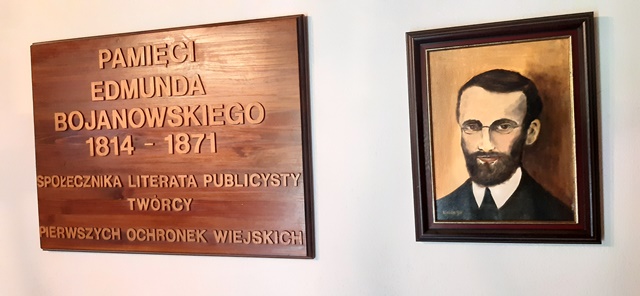 PAMIĘCI
EDMUNDA
BOJANOWSKIEGO
1814 - 1871
SPOŁECZNIKA LITERATA PUBLICYSTY
TWÓRCY
PIERWSZYCH OCHRONEK WIEJSKICH